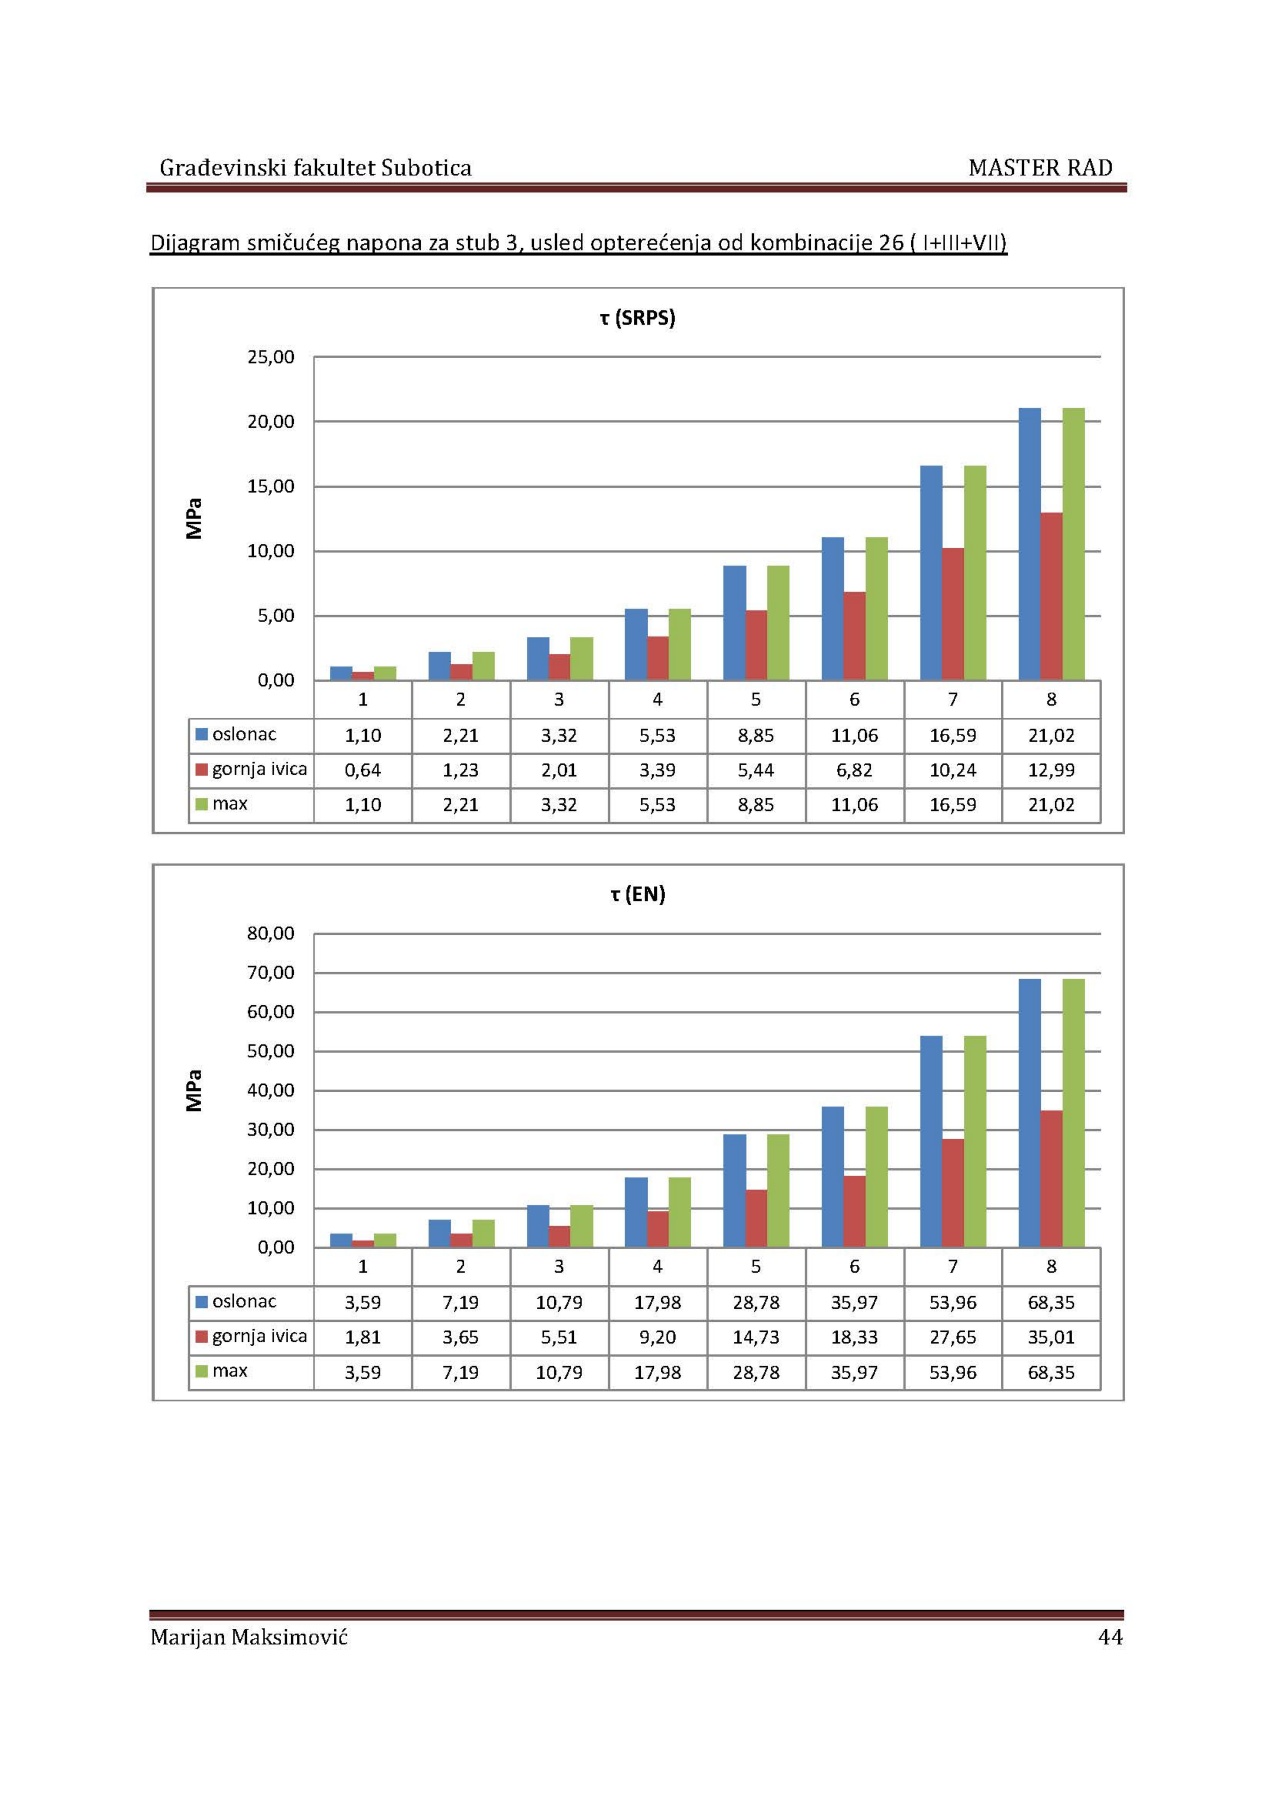 Građevinski fakultet Subotica MASTER RAD
Dijagram smičućeg napona za stub 3, usled opterećenja od kombinacije 26 ( I+III+VII)
τ (SRPS)
25,00
20,00
15,00
10,00
5,00
0,00
MPa
1 2 3 4 5 6 7 8
oslonac 1,10 2,21 3,32 5,53 8,85 11,06 16,59 21,02
gornja ivica 0,64 1,23 2,01 3,39 5,44 6,82 10,24 12,99
max 1,10 2,21 3,32 5,53 8,85 11,06 16,59 21,02
τ (EN)
80,00
70,00
60,00
50,00
40,00
30,00
20,00
10,00
0,00
MPa
1 2 3 4 5 6 7 8
oslonac 3,59 7,19 10,79 17,98 28,78 35,97 53,96 68,35
gornja ivica 1,81 3,65 5,51 9,20 14,73 18,33 27,65 35,01
max 3,59 7,19 10,79 17,98 28,78 35,97 53,96 68,35
Marijan Maksimović 44